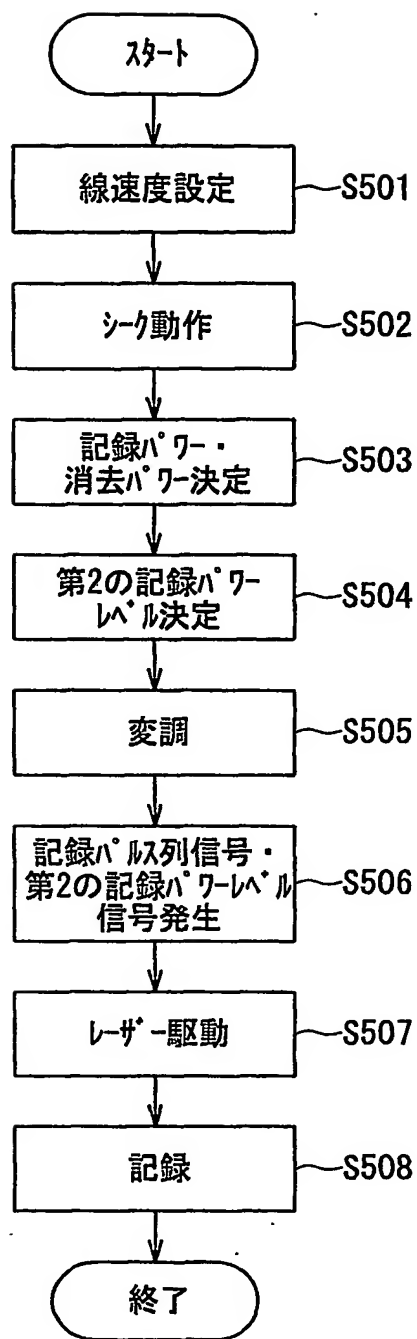 スタート
線速度設定
S501
シーク動作
S502
記録パワー・
消去パワー決定
S503
第2の記録パワー
レベル決定
S504
変調
S505
記録パルス列信号・
第2の記録パワーレベル
信号発生
S506
レーザー駆動
S507
記録
S508
終了